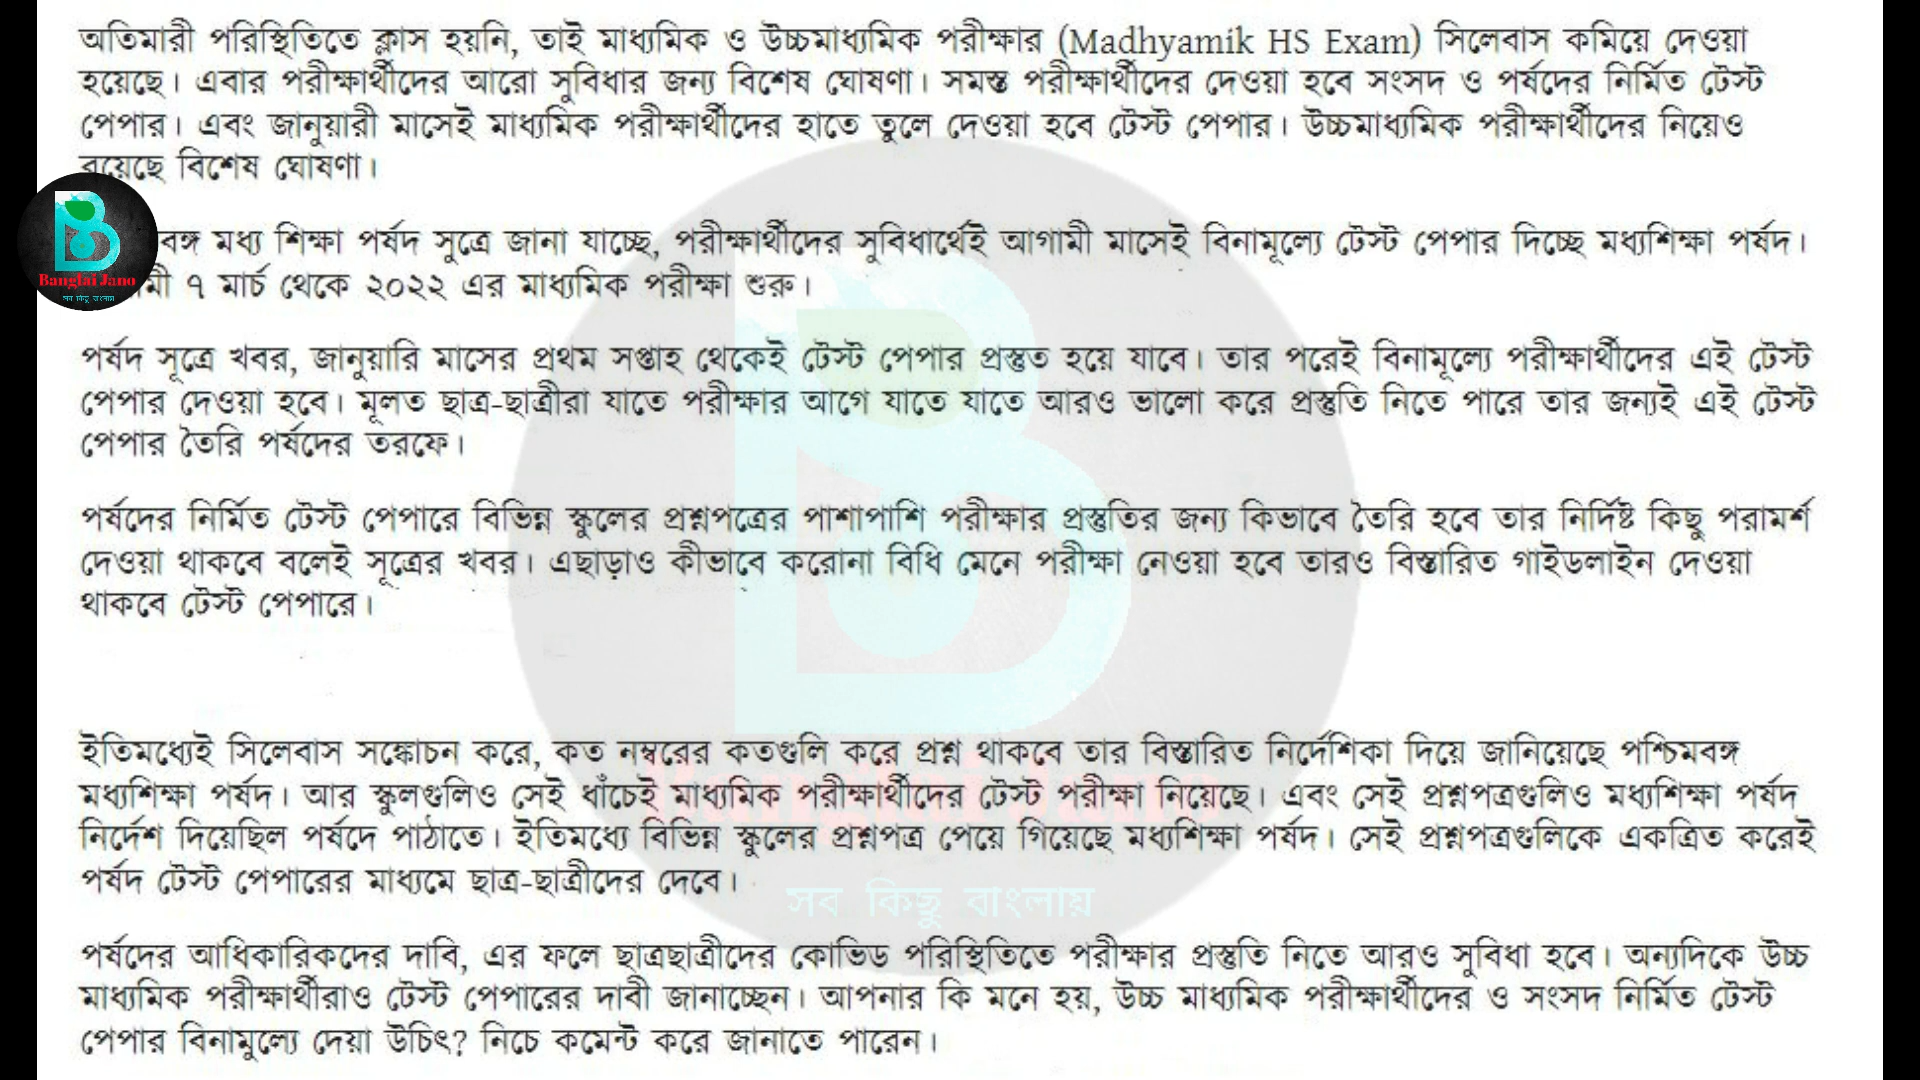 অতিমারী পরিস্থিতিতে ক্লাস হয়নি, তাই মাধ্যমিক ও উচ্চমাধ্যমিক পরীক্ষার (Madhyamik HS Exam) সিলেবাস কমিয়ে দেওয়া
হয়েছে। এবার পরীক্ষার্থীদের আরো সুবিধার জন্য বিশেষ ঘোষণা। সমস্ত পরীক্ষার্থীদের দেওয়া হবে সংসদ ও পর্ষদের নির্মিত টেস্ট
পেপার। এবং জানুয়ারী মাসেই মাধ্যমিক পরীক্ষার্থীদের হাতে তুলে দেওয়া হবে টেস্ট পেপার। উচ্চমাধ্যমিক পরীক্ষার্থীদের নিয়েও
রয়েছে বিশেষ ঘোষণা।
বঙ্গ মধ্য শিক্ষা পর্ষদ সুত্রে জানা যাচ্ছে, পরীক্ষার্থীদের সুবিধার্থেই আগামী মাসেই বিনামূল্যে টেস্ট পেপার দিচ্ছে মধ্যশিক্ষা পর্ষদ।
মী ৭ মার্চ থেকে ২০২২ এর মাধ্যমিক পরীক্ষা শুরু।
Banglai Jano
সব কিছু বাংলায়
পর্ষদ সূত্রে খবর, জানুয়ারি মাসের প্রথম সপ্তাহ থেকেই টেস্ট পেপার প্রস্তুত হয়ে যাবে। তার পরেই বিনামূল্যে পরীক্ষার্থীদের এই টেস্ট
পেপার দেওয়া হবে। মূলত ছাত্র-ছাত্রীরা যাতে পরীক্ষার আগে যাতে যাতে আরও ভালো করে প্রস্তুতি নিতে পারে তার জন্যই এই টেস্ট
পেপার তৈরি পর্ষদের তরফে।
পর্ষদের নির্মিত টেস্ট পেপারে বিভিন্ন স্কুলের প্রশ্নপত্রের পাশাপাশি পরীক্ষার প্রস্তুতির জন্য কিভাবে তৈরি হবে তার নির্দিষ্ট কিছু পরামর্শ
দেওয়া থাকবে বলেই সূত্রের খবর। এছাড়াও কীভাবে করোনা বিধি মেনে পরীক্ষা নেওয়া হবে তারও বিস্তারিত গাইডলাইন দেওয়া
থাকবে টেস্ট পেপারে।
ইতিমধ্যেই সিলেবাস সঙ্কোচন করে, কত নম্বরের কতগুলি করে প্রশ্ন থাকবে তার বিস্তারিত নির্দেশিকা দিয়ে জানিয়েছে পশ্চিমবঙ্গ
মধ্যশিক্ষা পর্ষদ। আর স্কুলগুলিও সেই ধাঁচেই মাধ্যমিক পরীক্ষার্থীদের টেস্ট পরীক্ষা নিয়েছে। এবং সেই প্রশ্নপত্রগুলিও মধ্যশিক্ষা পর্ষদ
নির্দেশ দিয়েছিল পর্ষদে পাঠাতে। ইতিমধ্যে বিভিন্ন স্কুলের প্রশ্নপত্র পেয়ে গিয়েছে মধ্যশিক্ষা পর্ষদ। সেই প্রশ্নপত্রগুলিকে একত্রিত করেই
পর্ষদ টেস্ট পেপারের মাধ্যমে ছাত্র-ছাত্রীদের দেবে।
সব কিছু বাংলায়
পর্ষদের আধিকারিকদের দাবি, এর ফলে ছাত্রছাত্রীদের কোভিড পরিস্থিতিতে পরীক্ষার প্রস্তুতি নিতে আরও সুবিধা হবে। অন্যদিকে উচ্চ
মাধ্যমিক পরীক্ষার্থীরাও টেস্ট পেপারের দাবী জানাচ্ছেন। আপনার কি মনে হয়, উচ্চ মাধ্যমিক পরীক্ষার্থীদের ও সংসদ নির্মিত টেস্ট
পেপার বিনামুল্যে দেয়া উচিৎ? নিচে কমেন্ট করে জানাতে পারেন।